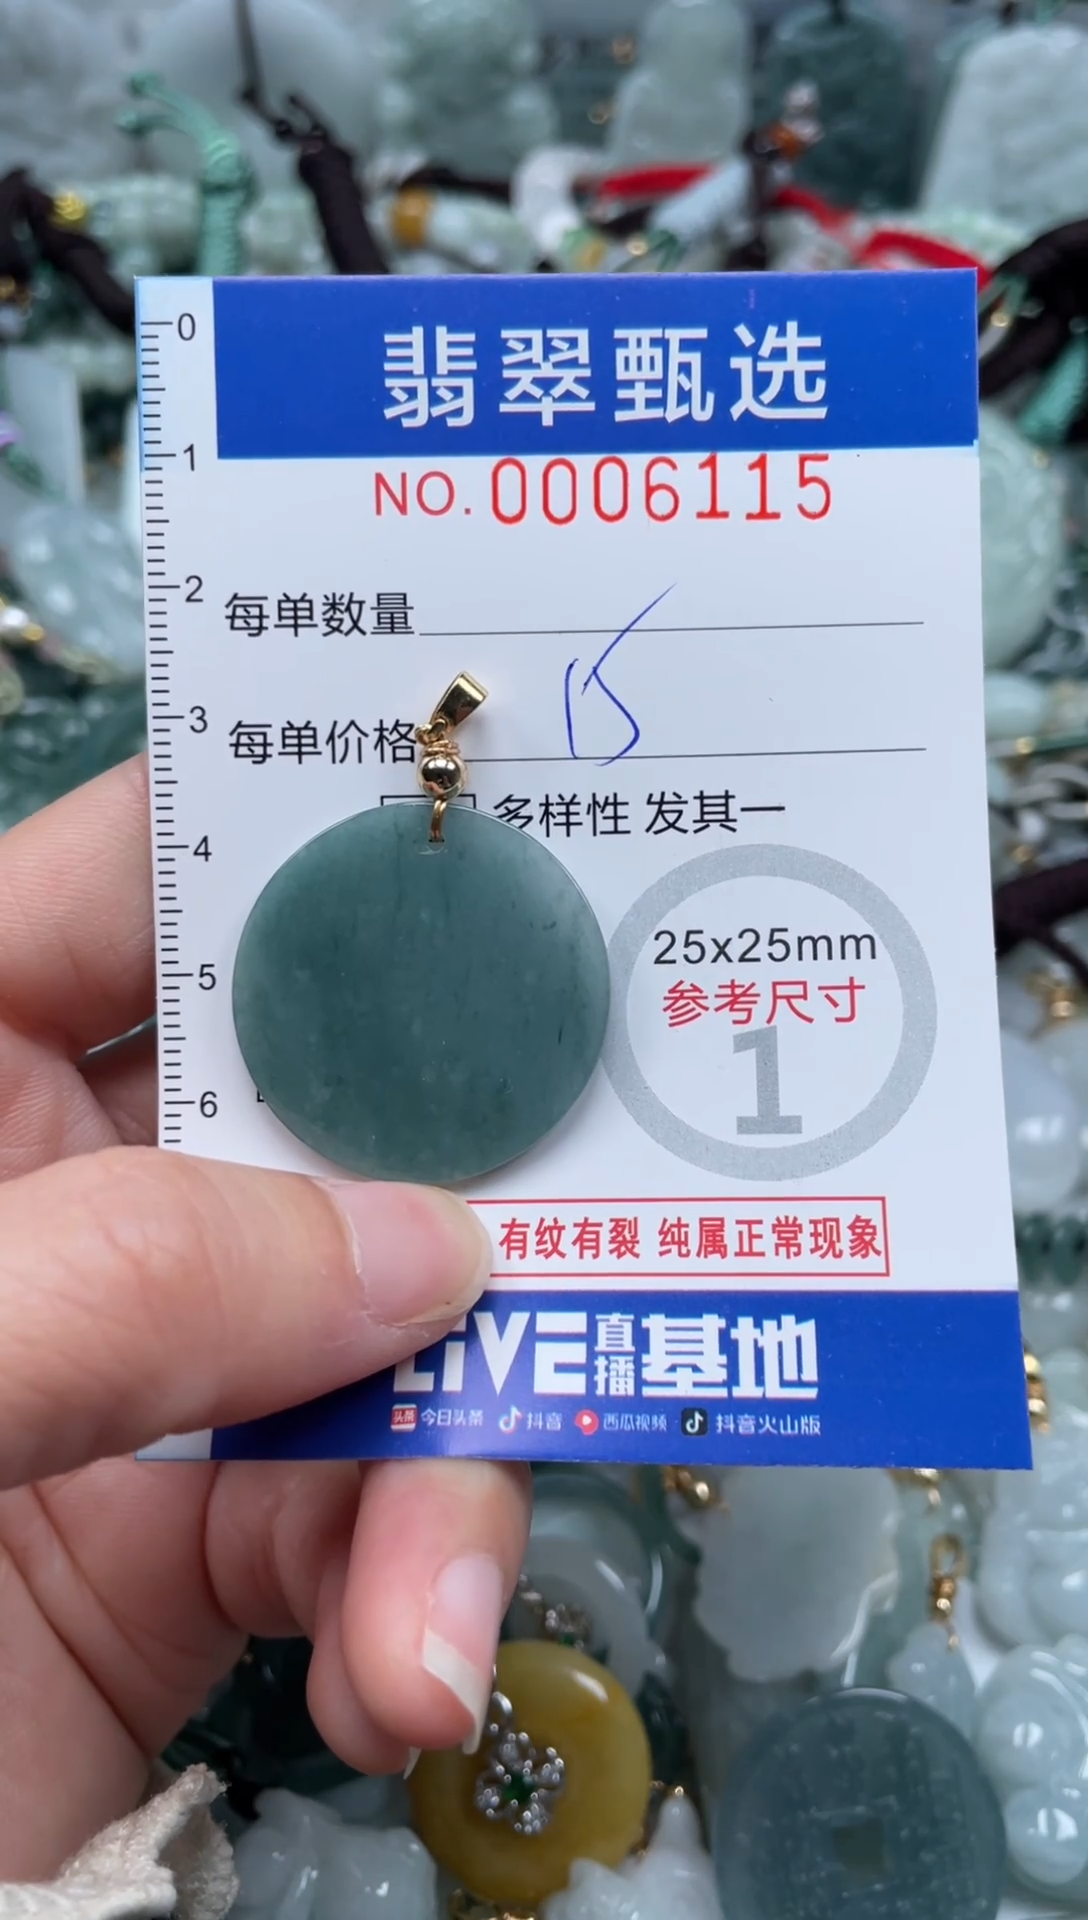 翡翠甄选
NO.0006115
每单数量
15
每单价格
多样性 发其一
25x25mm
参考尺寸
1
有纹有裂 纯属正常现象
LIVE直播基地
头条 今日头条 抖音 西瓜视频 抖音火山版
0
1
2
3
4
5
6